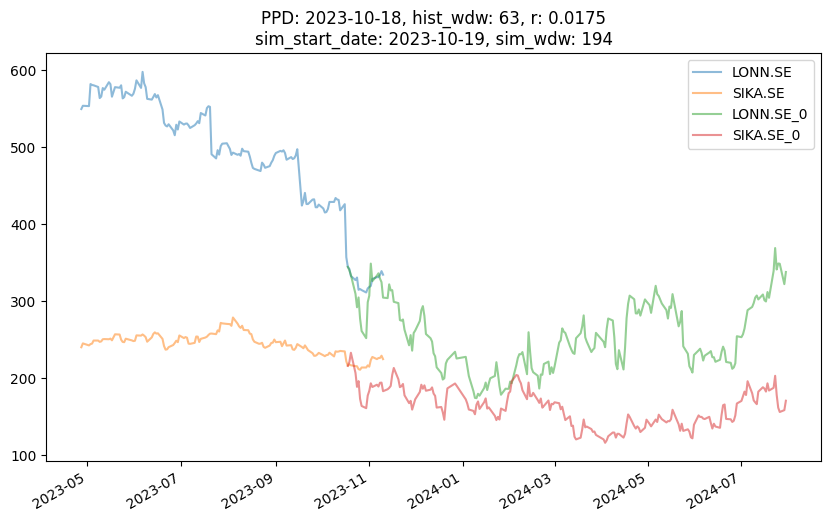 PPD: 2023-10-18, hist_wdw: 63, r: 0.0175
sim_start_date: 2023-10-19, sim_wdw: 194
600
500
400
300
200
100
LONN.SE
SIKA.SE
LONN.SE_0
SIKA.SE_0
2023-05
2023-07
2023-09
2023-11
2024-01
2024-03
2024-05
2024-07